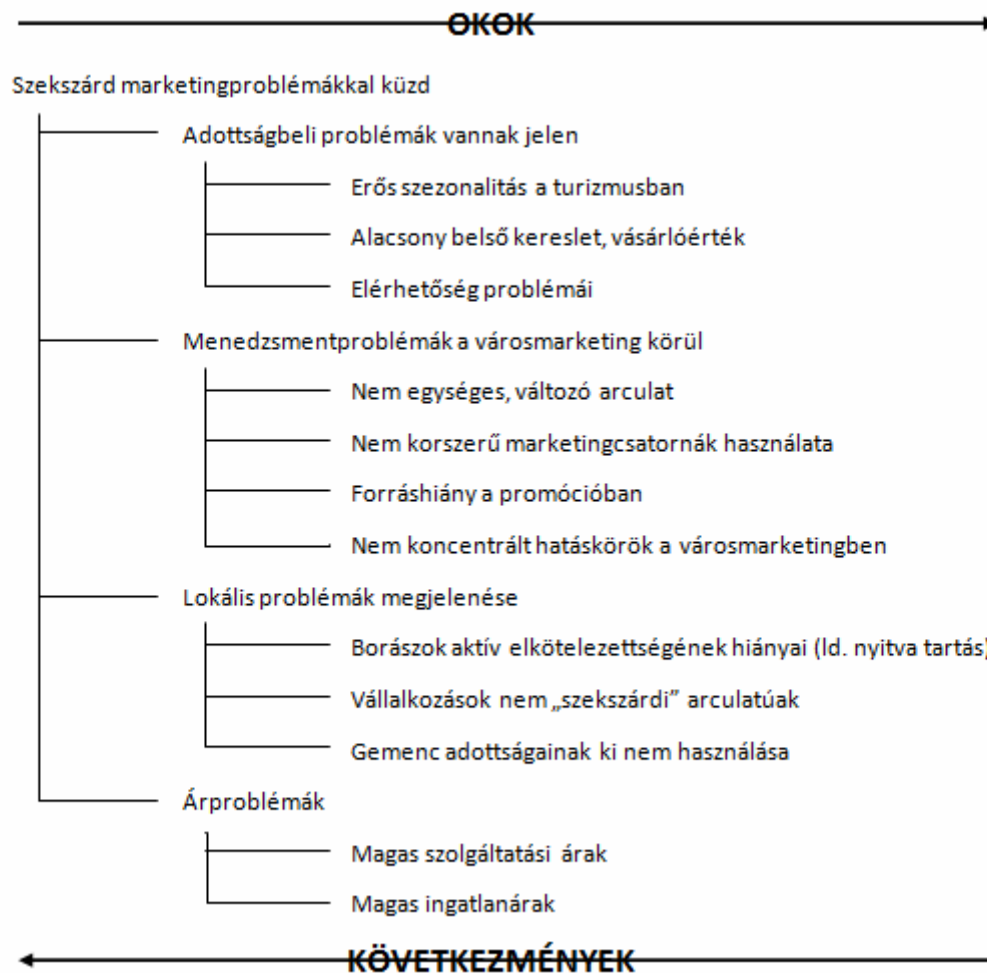 OKOK
Szekszárd marketingproblémákkal küzd
Adottságbeli problémák vannak jelen
Erős szezonalitás a turizmusban
Alacsony belső kereslet, vásárlóérték
Elérhetőség problémái
Menedzsmentproblémák a városmarketing körül
Nem egységes, változó arculat
Nem korszerű marketingcsatornák használata
Forráshiány a promócióban
Nem koncentrált hatáskörök a városmarketingben
Lokális problémák megjelenése
Borászok aktív elkötelezettségének hiányai (ld. nyitva tartás)
Vállalkozások nem „szekszárdi” arculatúak
Gemenc adottságainak ki nem használása
Árproblémák
Magas szolgáltatási árak
Magas ingatlanárak
KÖVETKEZMÉNYEK